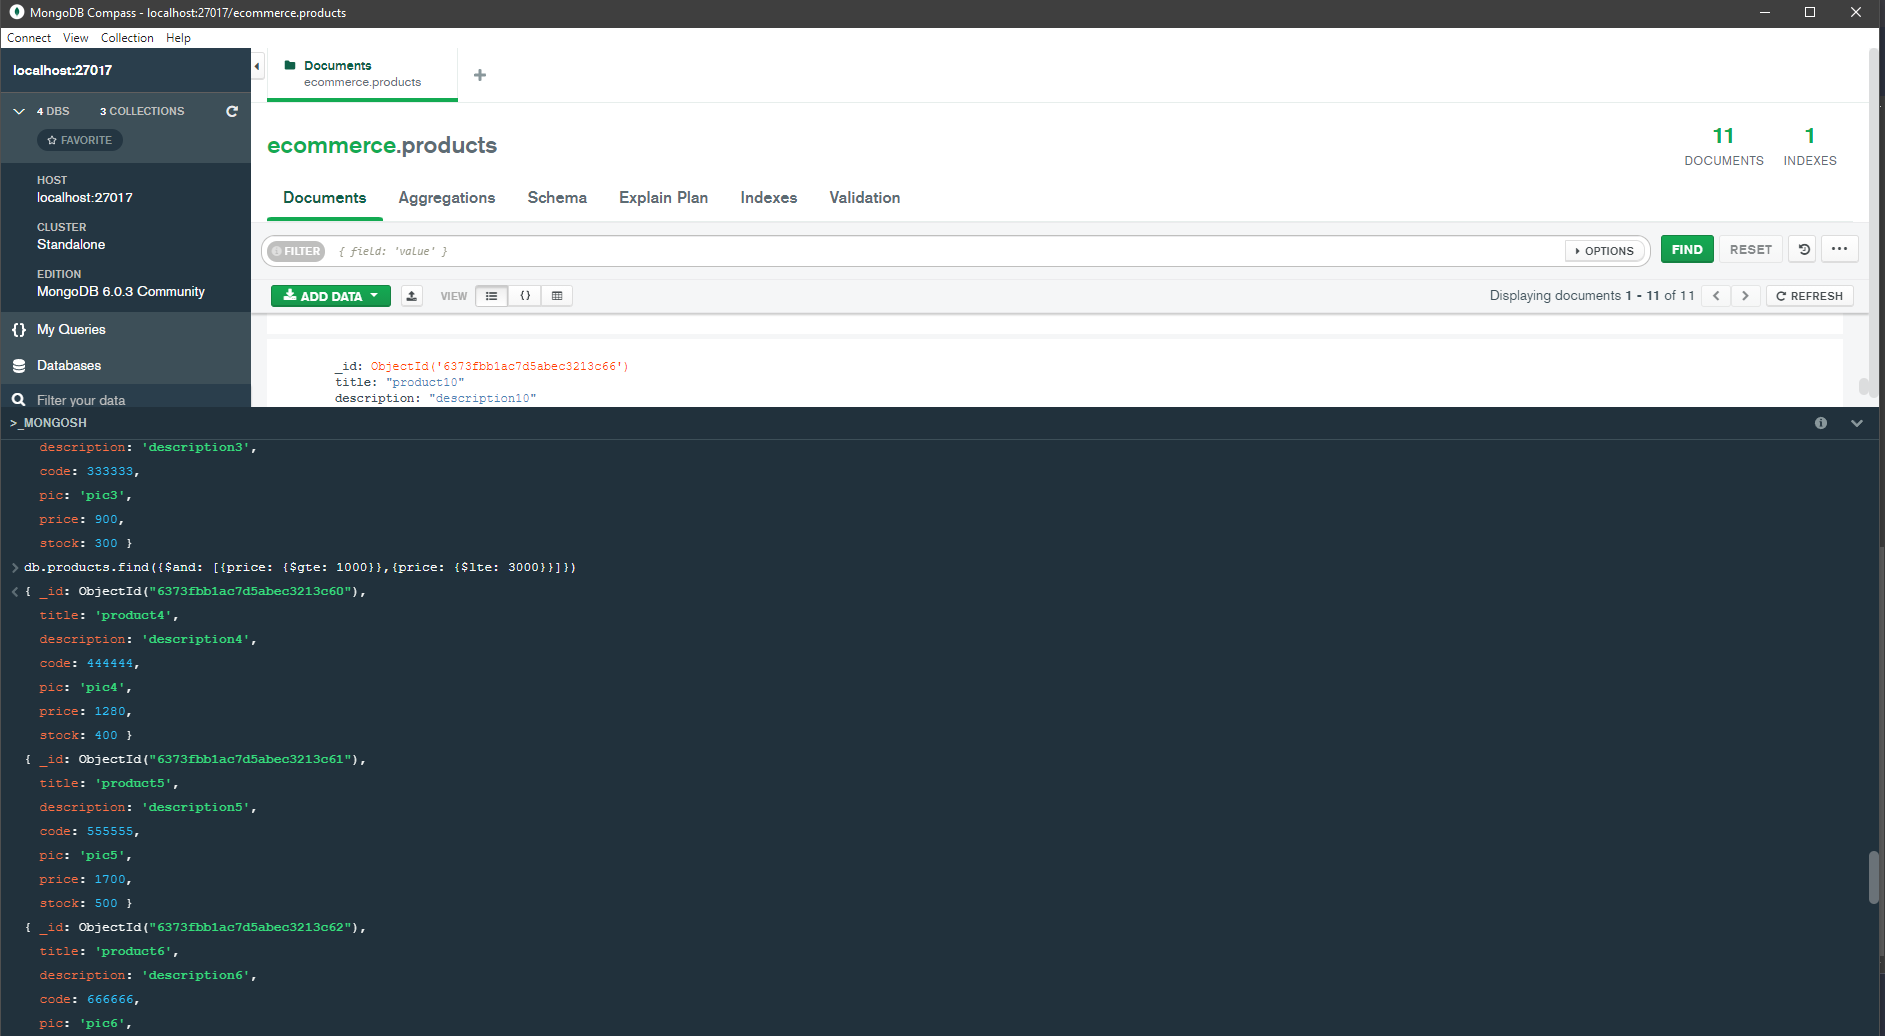 MongoDB Compass - localhost:27017/ecommerce.products
Connect View Collection Help
localhost:27017
Documents
ecommerce.products
4 DBS 3 COLLECTIONS
FAVORITE
HOST
localhost:27017
CLUSTER
Standalone
EDITION
MongoDB 6.0.3 Community
My Queries
Databases
Filter your data
ecommerce.products
11
DOCUMENTS
1
INDEXES
Documents Aggregations Schema Explain Plan Indexes Validation
FILTER { field: 'value' } OPTIONS FIND RESET
ADD DATA VIEW Displaying documents 1 - 11 of 11 REFRESH
_id: ObjectId('6373fbb1ac7d5abec3213c66')
title: "product10"
description: "description10"
>_MONGOSH
description: 'description3',
code: 333333,
pic: 'pic3',
price: 900,
stock: 300 }
> db.products.find({$and: [{price: {$gte: 1000}},{price: {$lte: 3000}}]})
< { _id: ObjectId("6373fbb1ac7d5abec3213c60"),
title: 'product4',
description: 'description4',
code: 444444,
pic: 'pic4',
price: 1280,
stock: 400 }
{ _id: ObjectId("6373fbb1ac7d5abec3213c61"),
title: 'product5',
description: 'description5',
code: 555555,
pic: 'pic5',
price: 1700,
stock: 500 }
{ _id: ObjectId("6373fbb1ac7d5abec3213c62"),
title: 'product6',
description: 'description6',
code: 666666,
pic: 'pic6',